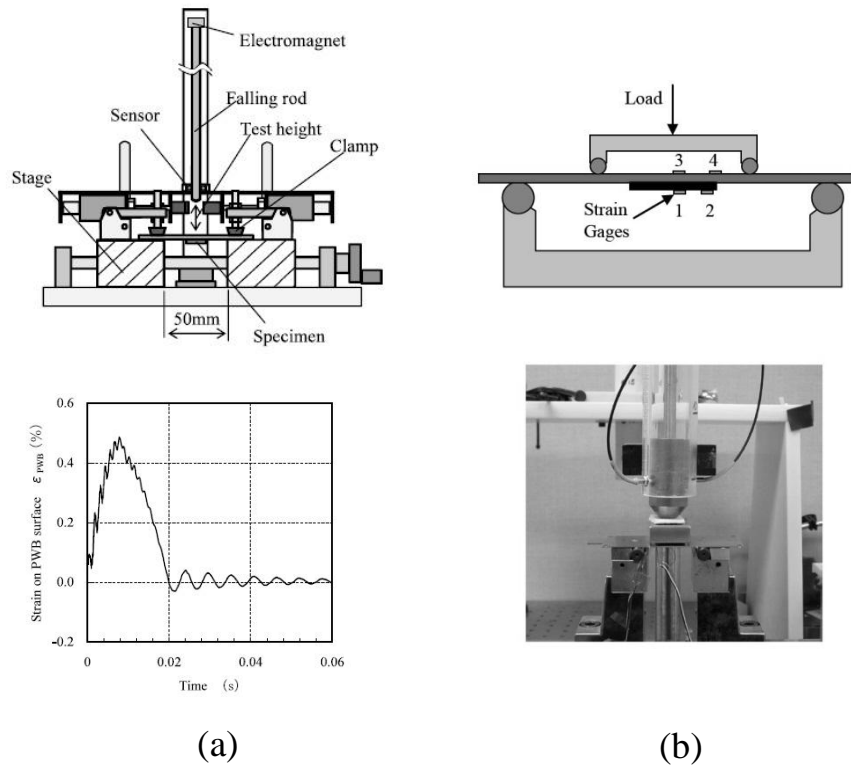 Electromagnet
Falling rod
Sensor
Test height
Clamp
Stage
50mm
Specimen
Load
3 4
Strain
Gages
1 2
0.6
0.4
0.2
0.0
-0.2
Strain on PWB surface ε PWB (%)
0 0.02 0.04 0.06
Time (s)
(a)
(b)